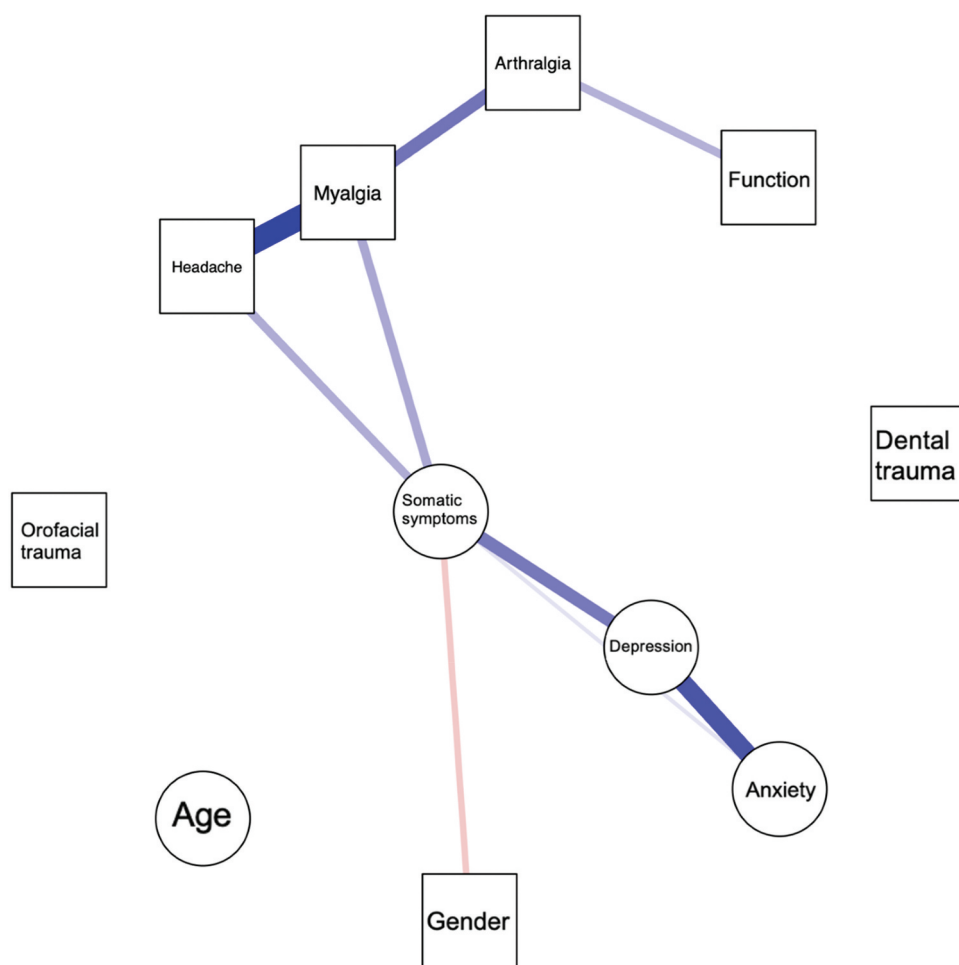 Arthralgia
Function
Myalgia
Headache
Dental
trauma
Somatic
symptoms
Orofacial
trauma
Depression
Anxiety
Age
Gender